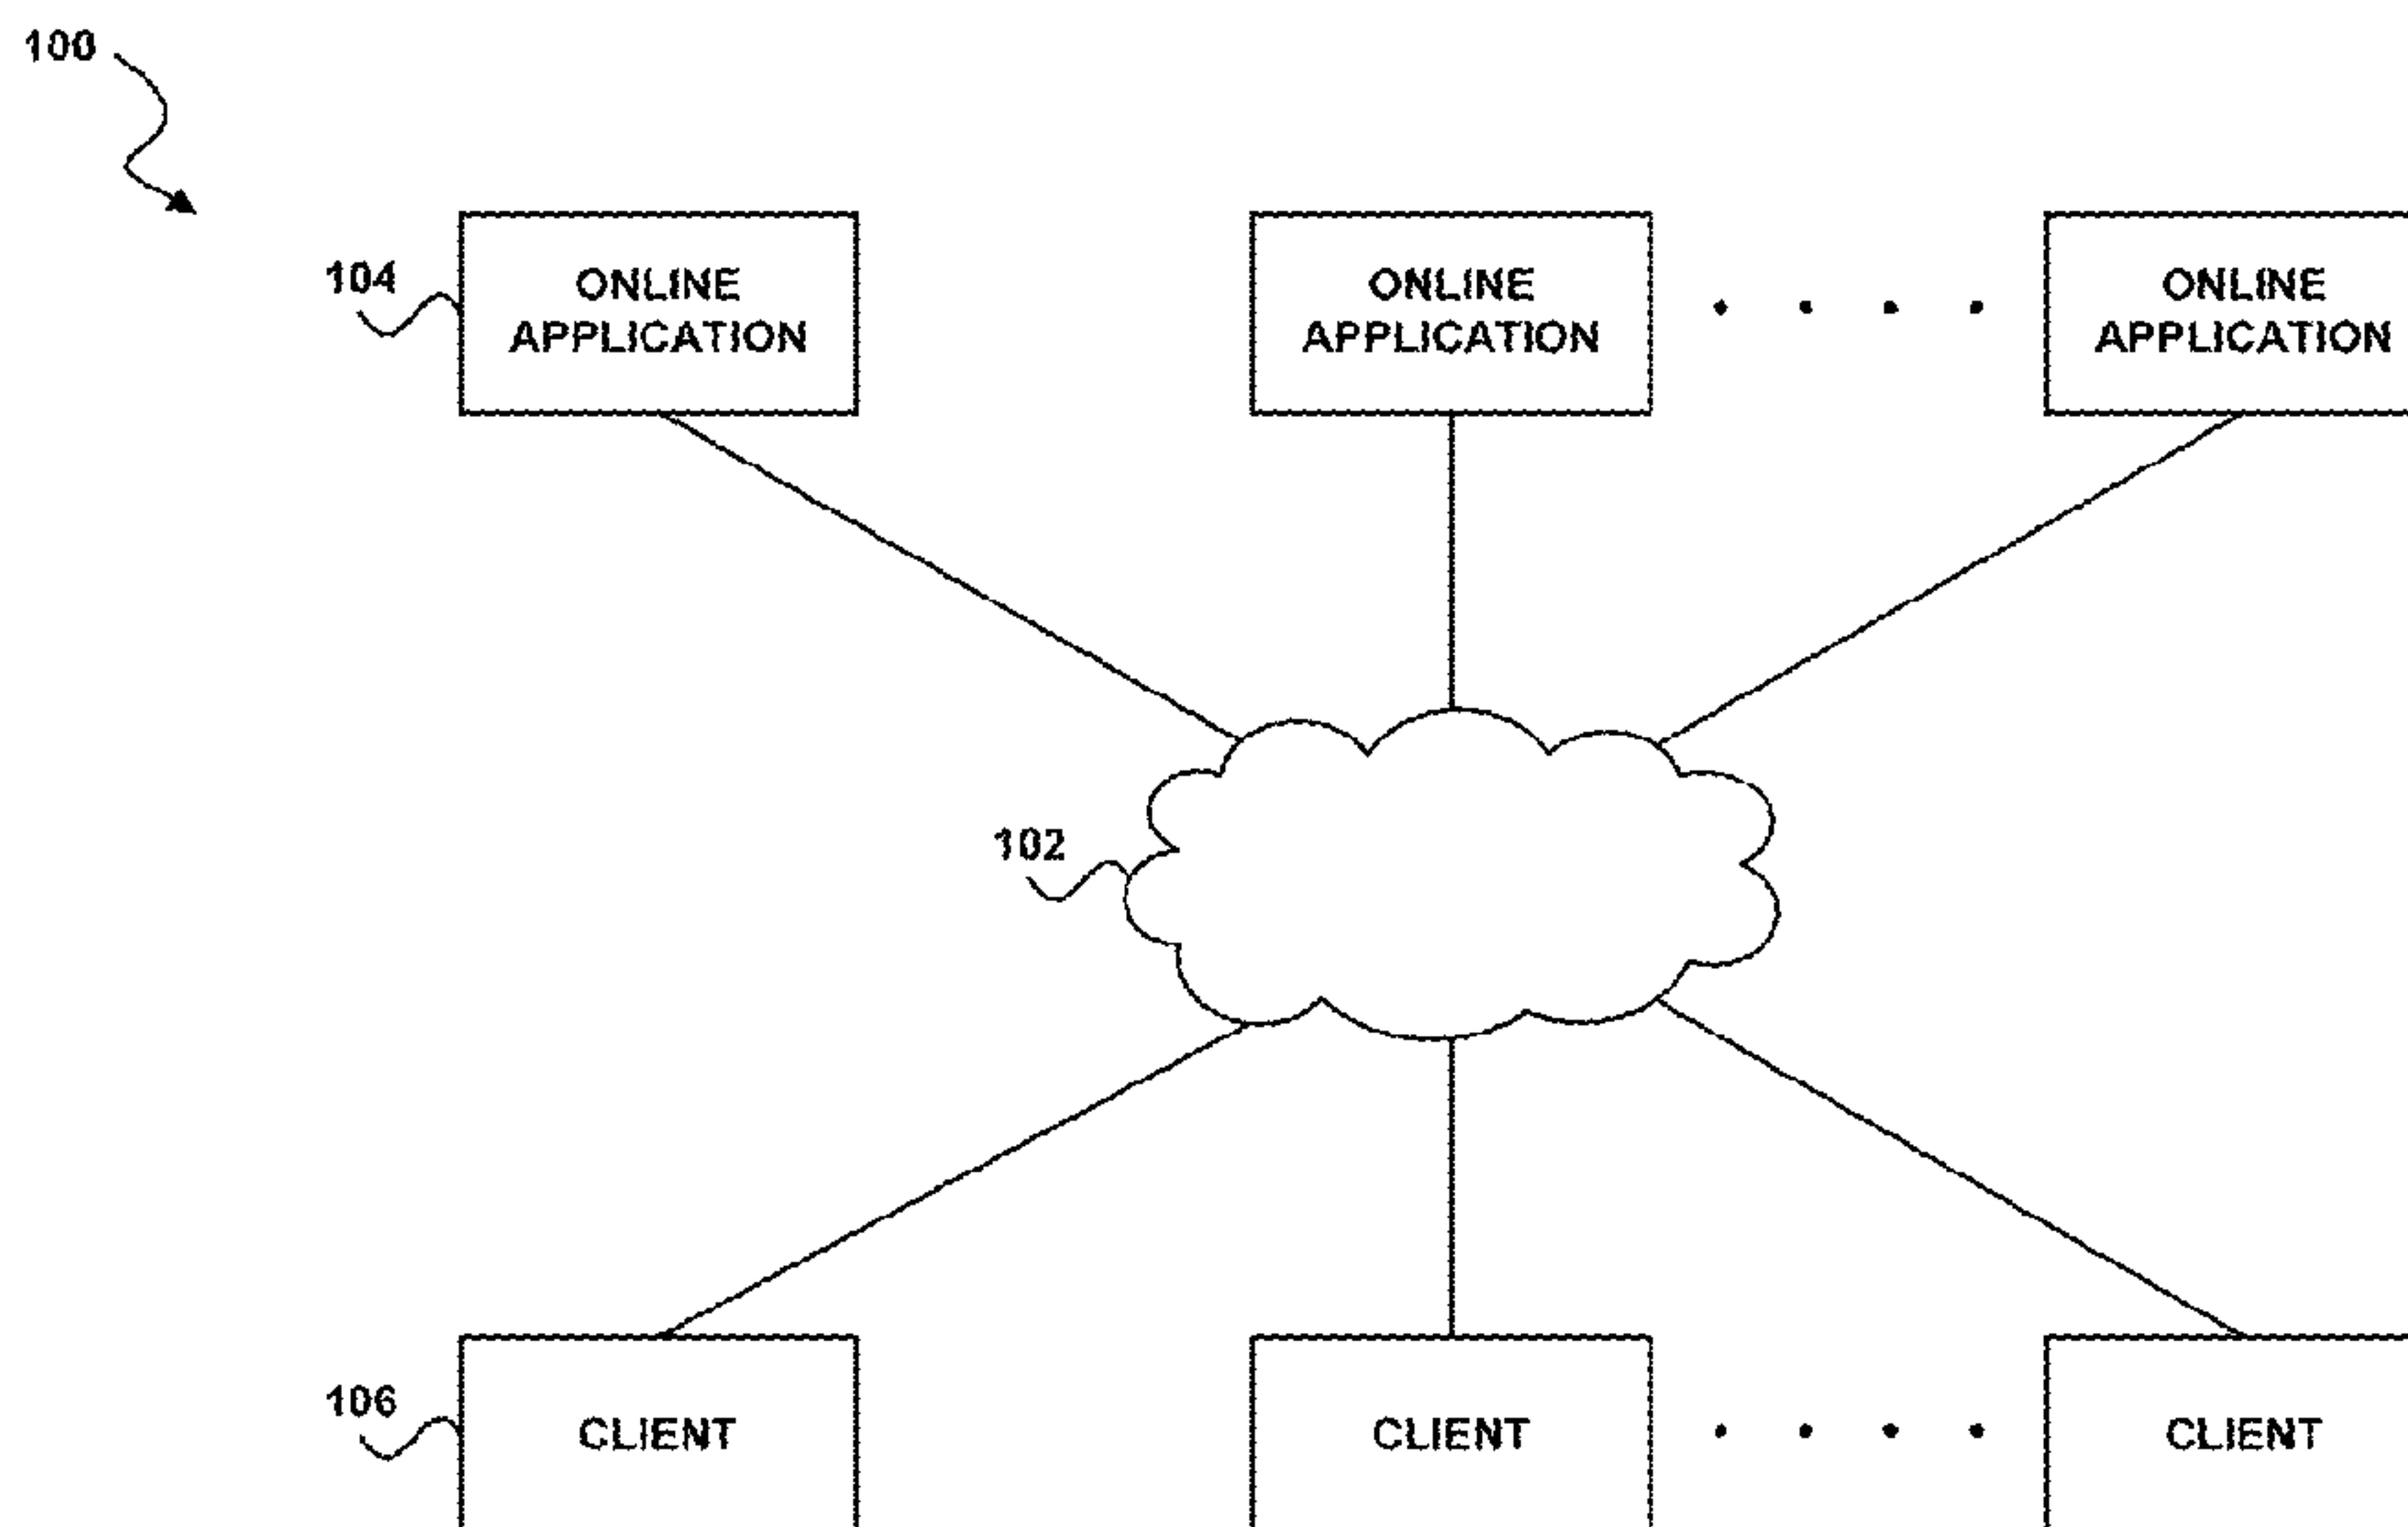 100
104
ONLINE
APPLICATION
ONLINE
APPLICATION
ONLINE
APPLICATION
102
106
CLIENT
CLIENT
CLIENT